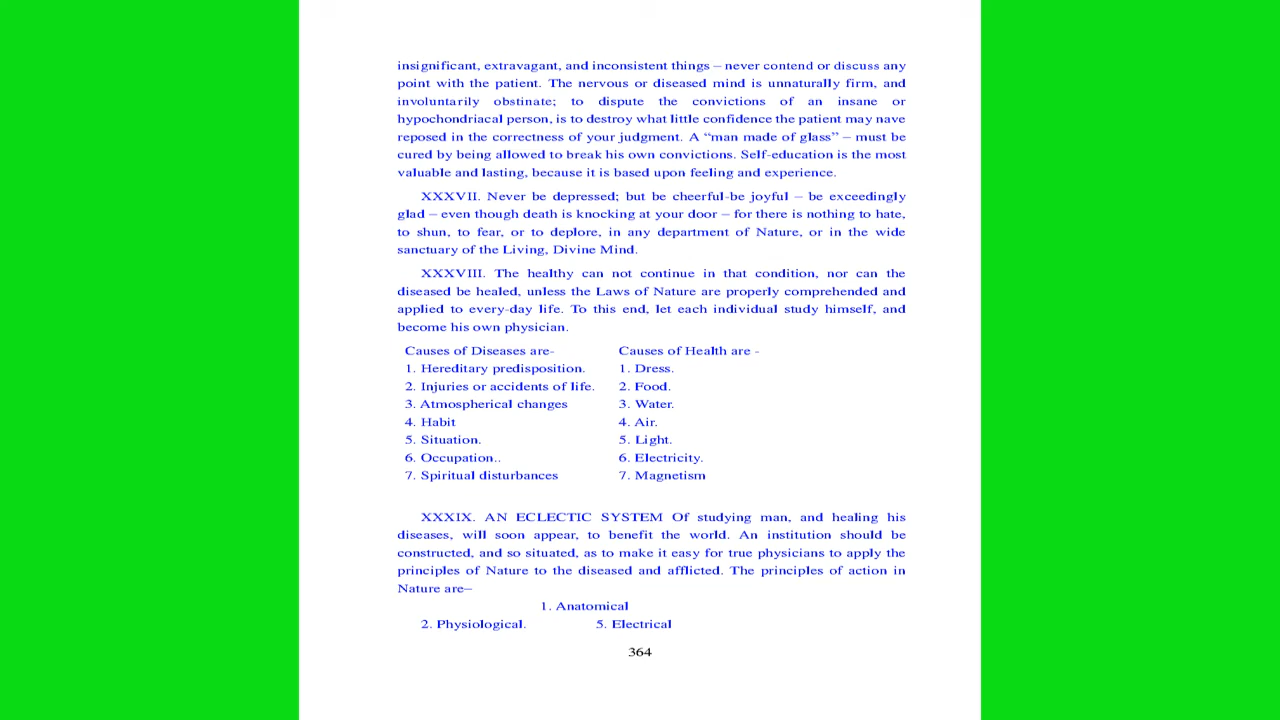 insignificant, extravagant, and inconsistent things – never contend or discuss any
point with the patient. The nervous or diseased mind is unnaturally firm, and
involuntarily obstinate; to dispute the convictions of an insane or
hypochondriacal person, is to destroy what little confidence the patient may nave
reposed in the correctness of your judgment. A “man made of glass” – must be
cured by being allowed to break his own convictions. Self-education is the most
valuable and lasting, because it is based upon feeling and experience.
XXXVII. Never be depressed; but be cheerful-be joyful – be exceedingly
glad – even though death is knocking at your door – for there is nothing to hate,
to shun, to fear, or to deplore, in any department of Nature, or in the wide
sanctuary of the Living, Divine Mind.
XXXVIII. The healthy can not continue in that condition, nor can the
diseased be healed, unless the Laws of Nature are properly comprehended and
applied to every-day life. To this end, let each individual study himself, and
become his own physician.
Causes of Diseases are- Causes of Health are -
1. Hereditary predisposition. 1. Dress.
2. Injuries or accidents of life. 2. Food.
3. Atmospherical changes 3. Water.
4. Habit 4. Air.
5. Situation. 5. Light.
6. Occupation.. 6. Electricity.
7. Spiritual disturbances 7. Magnetism
XXXIX. AN ECLECTIC SYSTEM Of studying man, and healing his
diseases, will soon appear, to benefit the world. An institution should be
constructed, and so situated, as to make it easy for true physicians to apply the
principles of Nature to the diseased and afflicted. The principles of action in
Nature are–
1. Anatomical
2. Physiological. 5. Electrical
364